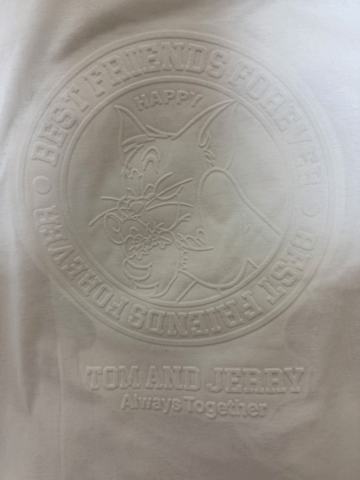 BEST FRIENDS FOREVER
HAPPY
BEST FRIENDS FOREVER
TOM AND JERRY
Always Together